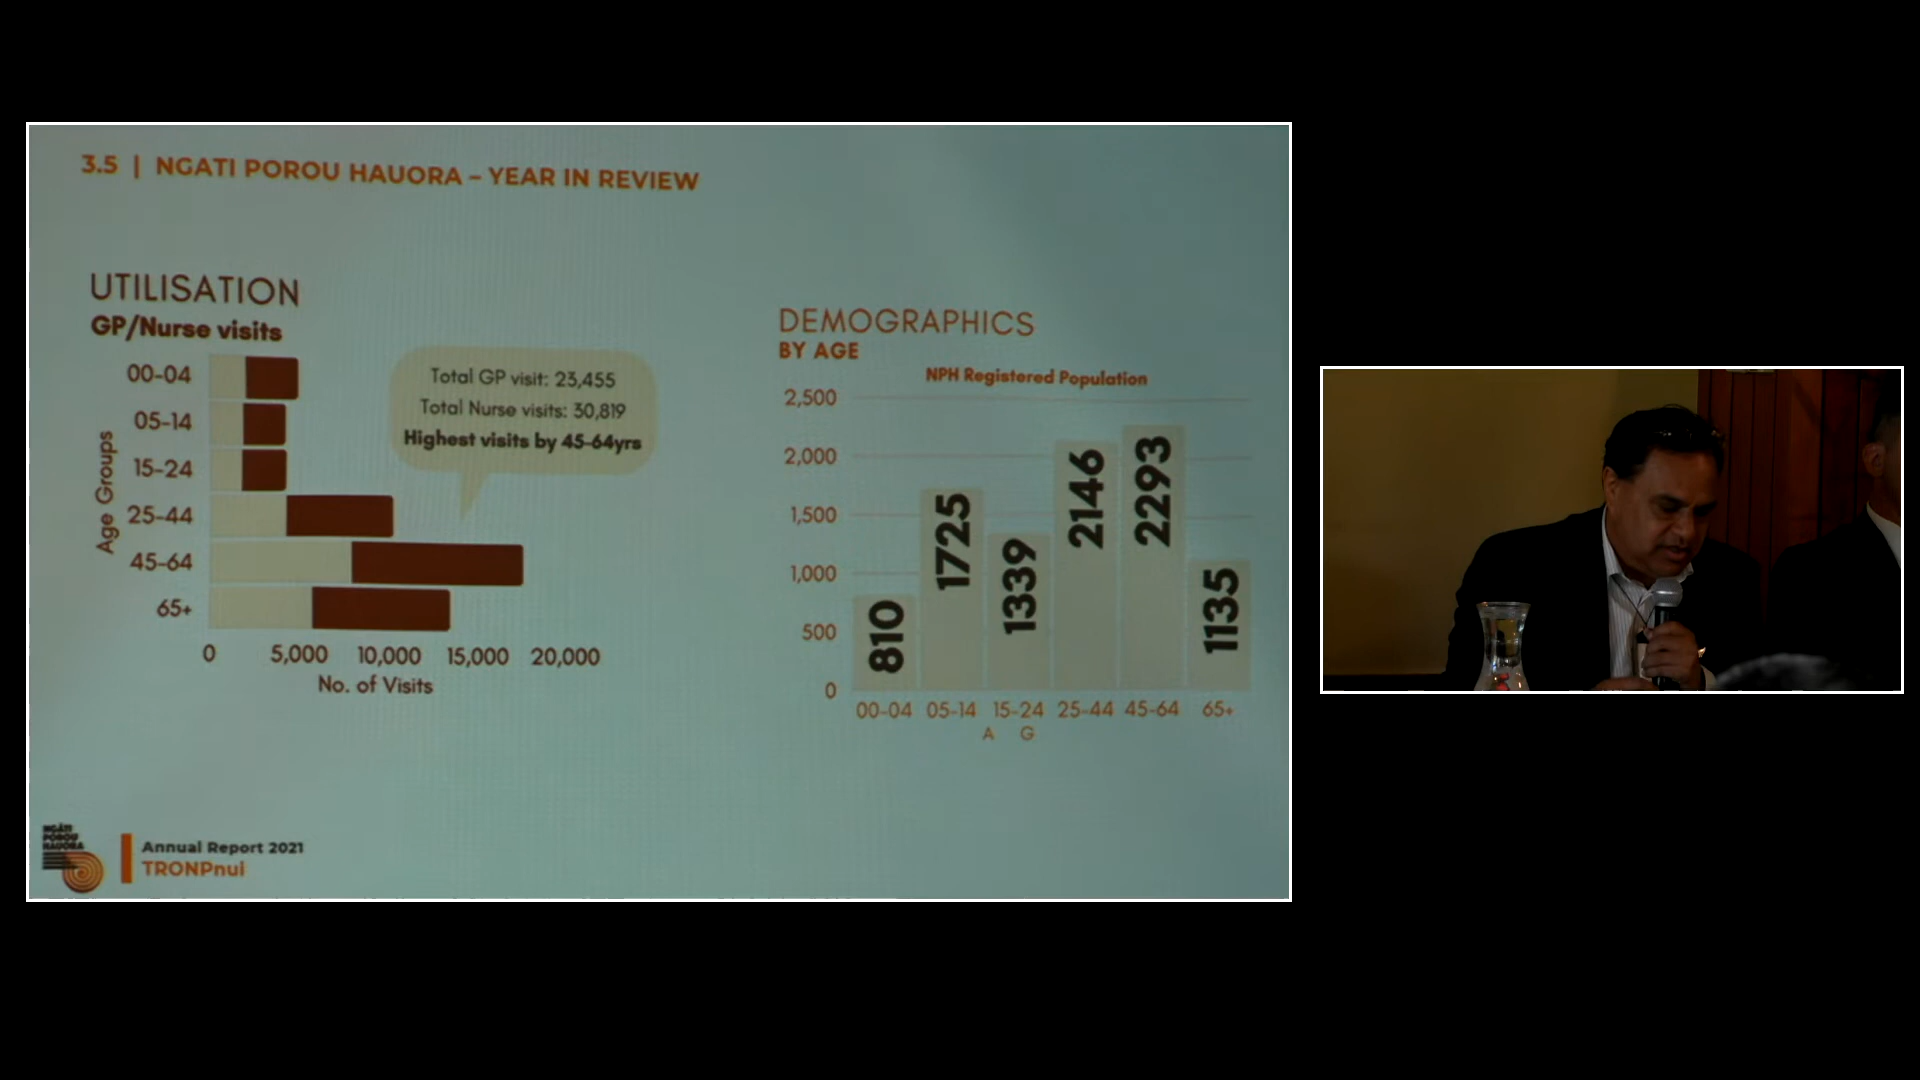 3.5 | NGATI POROU HAUORA – YEAR IN REVIEW
UTILISATION
GP/Nurse visits
Age Groups
00-04
05-14
15-24
25-44
45-64
65+
0 5,000 10,000 15,000 20,000
No. of Visits
Total GP visit: 23,455
Total Nurse visits: 30,819
Highest visits by 45-64yrs
DEMOGRAPHICS
BY AGE
NPH Registered Population
2,500
2,000
1,500
1,000
500
0
810
1725
1339
2146
2293
1135
00-04 05-14 15-24 25-44 45-64 65+
A G
NGĀTI
POROU
HAUORA
Annual Report 2021
TRONPnui